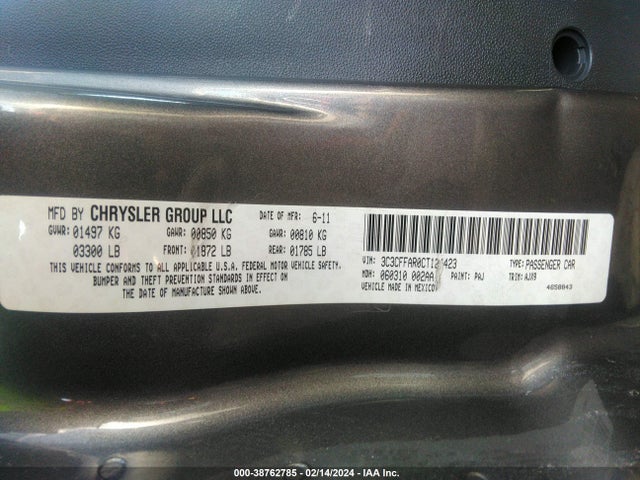 MFD BY CHRYSLER GROUP LLC DATE OF MFR: 6-11
GVWR: 01497 KG GAWR: 00850 KG GAWR: 00810 KG
03300 LB FRONT: 01872 LB REAR: 01785 LB
THIS VEHICLE CONFORMS TO ALL APPLICABLE U.S.A. FEDERAL MOTOR VEHICLE SAFETY,
BUMPER AND THEFT PREVENTION STANDARDS IN EFFECT ON
THE DATE OF MANUFACTURE SHOWN ABOVE.
VIN: TYPE: PASSENGER CAR
MDH: 060310 002AA PAINT: PAJ TRIM: AJX9
VEHICLE MADE IN MEXICO 4658843
000-38762785 - 02/14/2024 - IAA Inc.